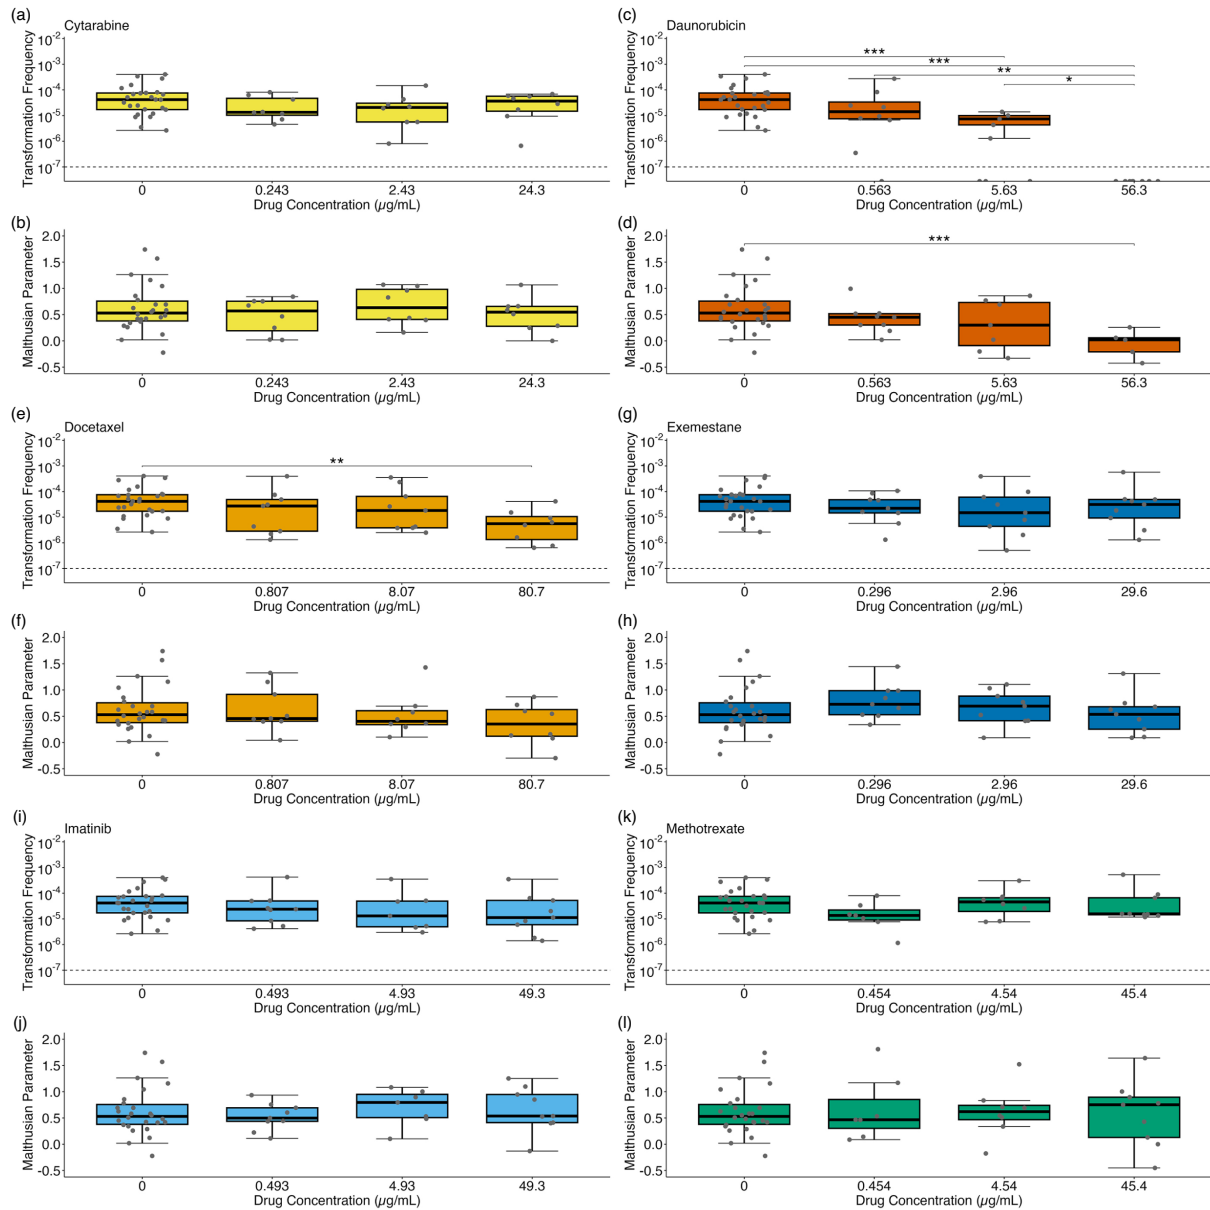 (a)
Cytarabine
Transformation Frequency
10-2
10-3
10-4
10-5
10-6
10-7
0 0.243 2.43 24.3
Drug Concentration (µg/mL)
(b)
Malthusian Parameter
2.0
1.5
1.0
0.5
0.0
-0.5
0 0.243 2.43 24.3
Drug Concentration (µg/mL)
(c)
Daunorubicin
Transformation Frequency
10-2
10-3
10-4
10-5
10-6
10-7
***
***
**
*
0 0.563 5.63 56.3
Drug Concentration (µg/mL)
(d)
Malthusian Parameter
2.0
1.5
1.0
0.5
0.0
-0.5
***
0 0.563 5.63 56.3
Drug Concentration (µg/mL)
(e)
Docetaxel
Transformation Frequency
10-2
10-3
10-4
10-5
10-6
10-7
**
0 0.807 8.07 80.7
Drug Concentration (µg/mL)
(f)
Malthusian Parameter
2.0
1.5
1.0
0.5
0.0
-0.5
0 0.807 8.07 80.7
Drug Concentration (µg/mL)
(g)
Exemestane
Transformation Frequency
10-2
10-3
10-4
10-5
10-6
10-7
0 0.296 2.96 29.6
Drug Concentration (µg/mL)
(h)
Malthusian Parameter
2.0
1.5
1.0
0.5
0.0
-0.5
0 0.296 2.96 29.6
Drug Concentration (µg/mL)
(i)
Imatinib
Transformation Frequency
10-2
10-3
10-4
10-5
10-6
10-7
0 0.493 4.93 49.3
Drug Concentration (µg/mL)
(j)
Malthusian Parameter
2.0
1.5
1.0
0.5
0.0
-0.5
0 0.493 4.93 49.3
Drug Concentration (µg/mL)
(k)
Methotrexate
Transformation Frequency
10-2
10-3
10-4
10-5
10-6
10-7
0 0.454 4.54 45.4
Drug Concentration (µg/mL)
(l)
Malthusian Parameter
2.0
1.5
1.0
0.5
0.0
-0.5
0 0.454 4.54 45.4
Drug Concentration (µg/mL)